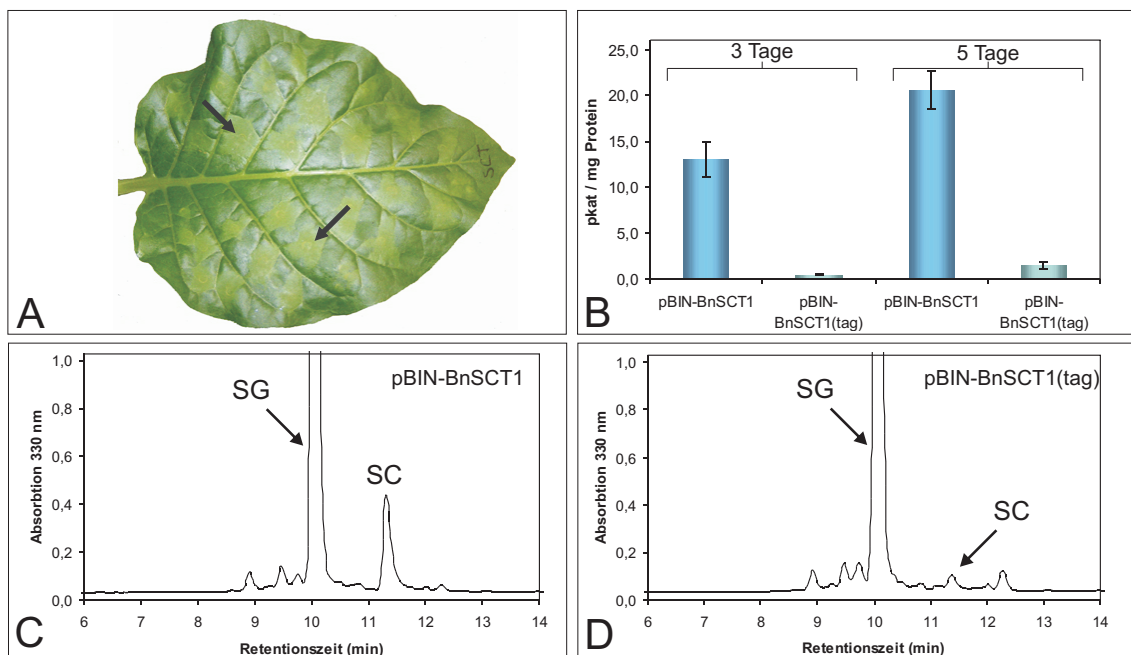 SCT
A
25,0
20,0
15,0
10,0
5,0
0,0
pkat / mg Protein
3 Tage
5 Tage
pBIN-BnSCT1
pBIN-
BnSCT1(tag)
pBIN-BnSCT1
pBIN-
BnSCT1(tag)
B
1,0
0,8
0,6
0,4
0,2
0,0
Absorbtion 330 nm
pBIN-BnSCT1
SG
SC
6 7 8 9 10 11 12 13 14
Retentionszeit (min)
C
1,0
0,8
0,6
0,4
0,2
0,0
Absorbtion 330 nm
pBIN-BnSCT1(tag)
SG
SC
6 7 8 9 10 11 12 13 14
Retentionszeit (min)
D